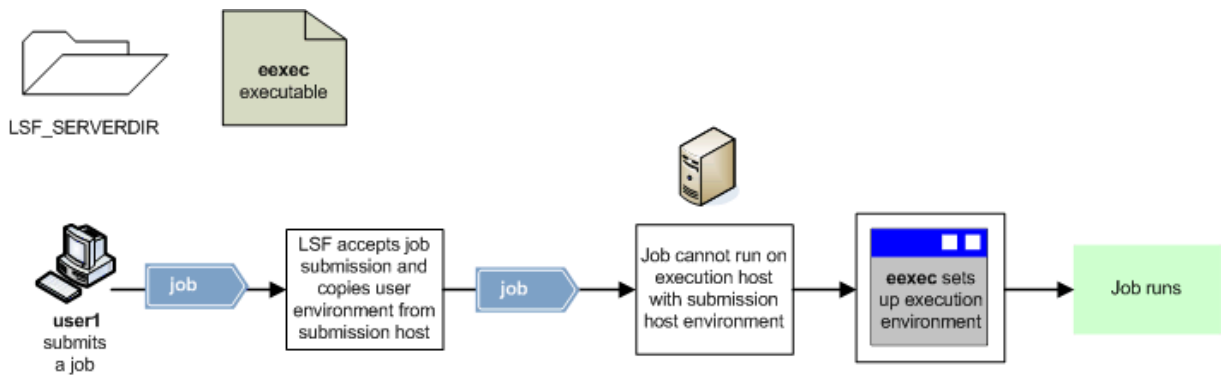 eexec
executable
LSF_SERVERDIR
user1
submits
a job
job
LSF accepts job
submission and
copies user
environment from
submission host
job
Job cannot run on
execution host
with submission
host environment
eexec sets
up execution
environment
Job runs